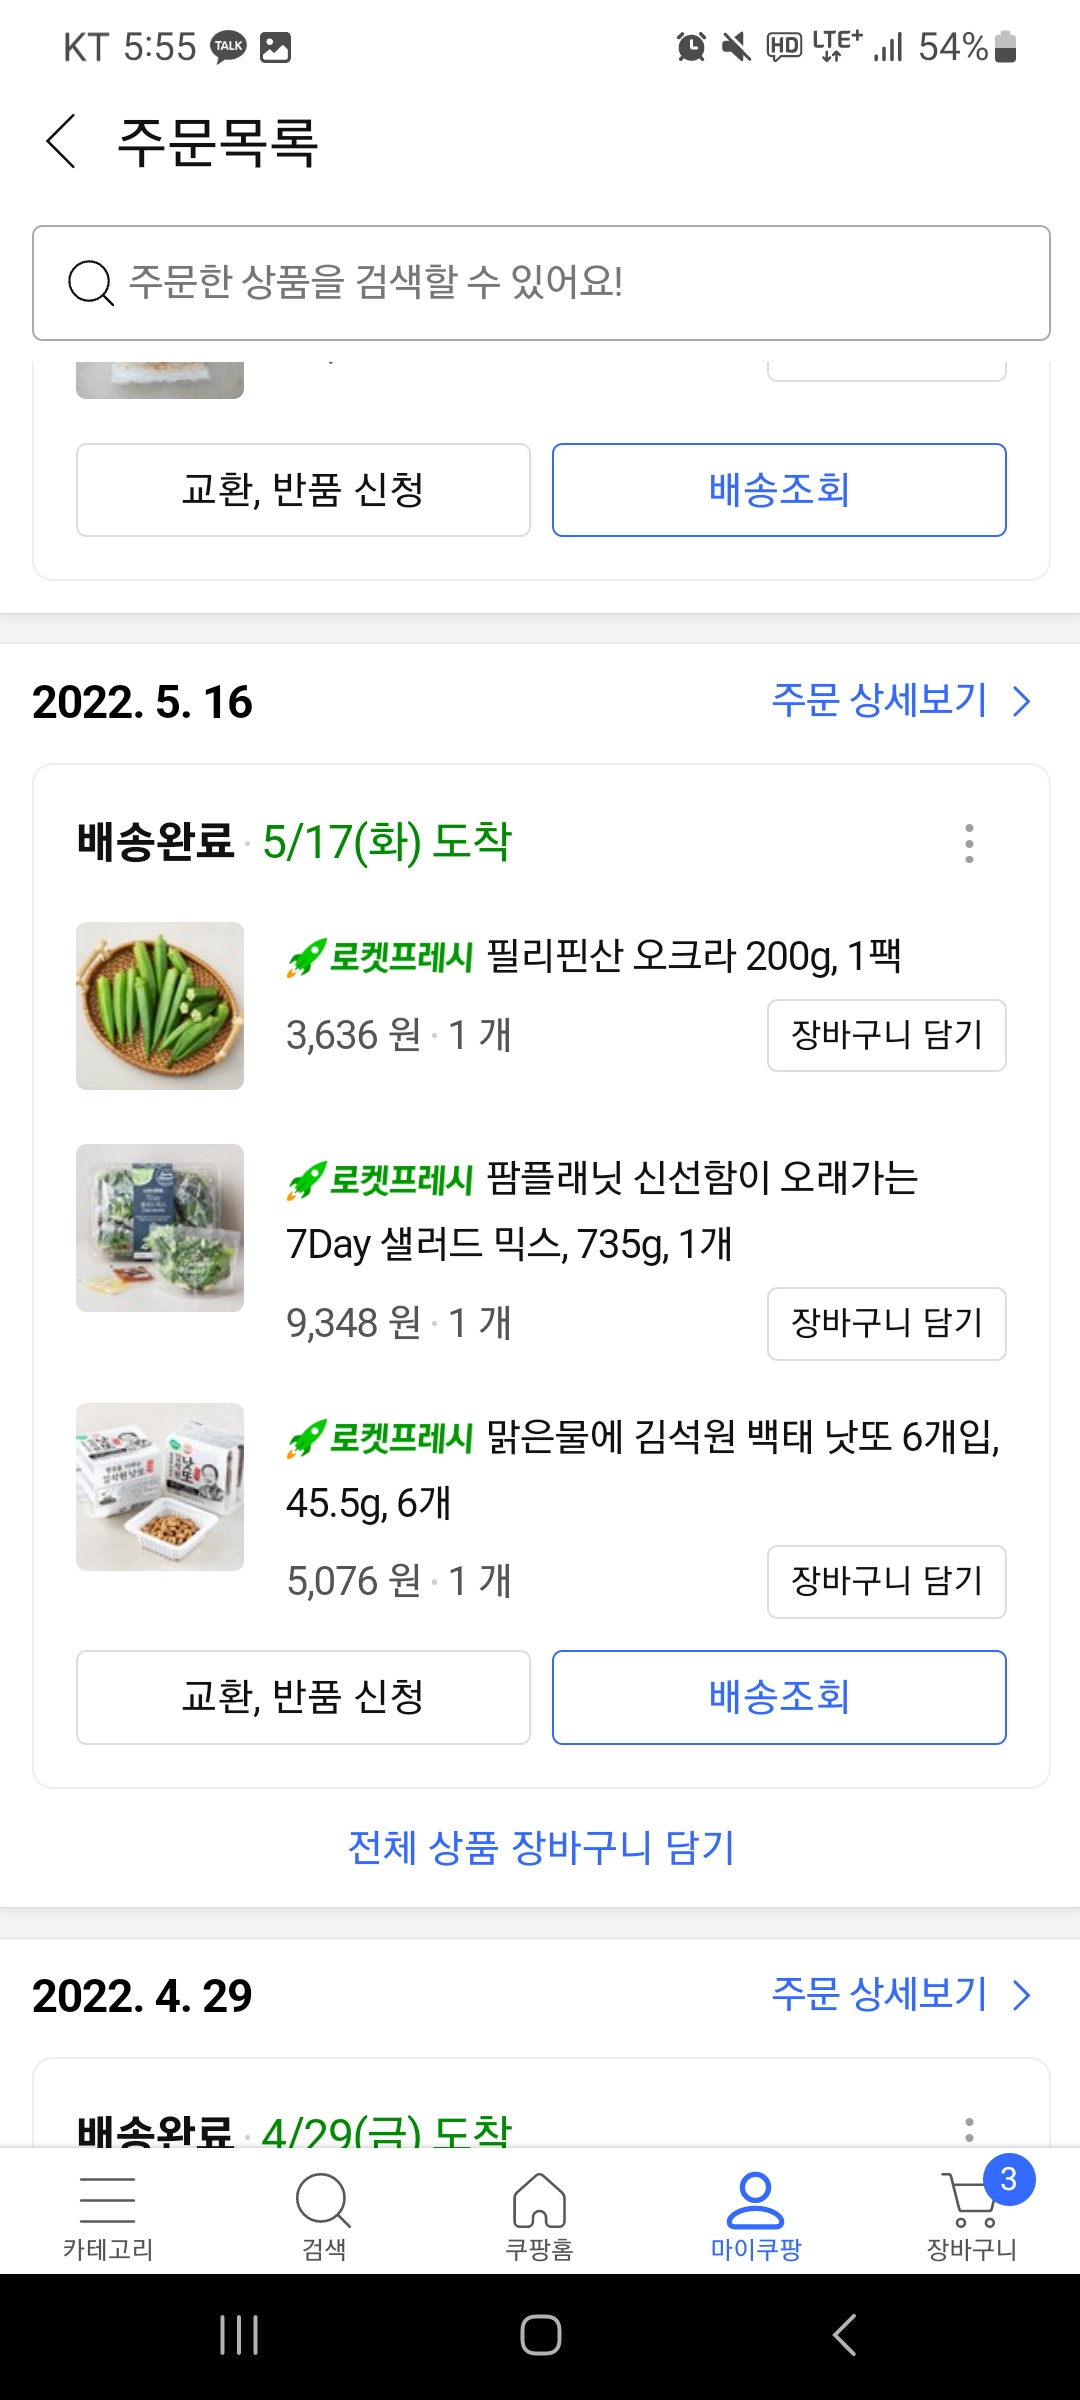 KT 5:55 TALK HD LTE+ 54%
주문목록
주문한 상품을 검색할 수 있어요!
교환, 반품 신청 배송조회
2022. 5. 16 주문 상세보기
배송완료 · 5/17(화) 도착
로켓프레시 필리핀산 오크라 200g, 1팩
3,636 원 · 1 개 장바구니 담기
로켓프레시 팜플래닛 신선함이 오래가는
7Day 샐러드 믹스, 735g, 1개
9,348 원 · 1 개 장바구니 담기
로켓프레시 맑은물에 김석원 백태 낫또 6개입,
45.5g, 6개
5,076 원 · 1 개 장바구니 담기
교환, 반품 신청 배송조회
전체 상품 장바구니 담기
2022. 4. 29 주문 상세보기
배송완료 · 4/29(금) 도착
3
카테고리 검색 쿠팡홈 마이쿠팡 장바구니